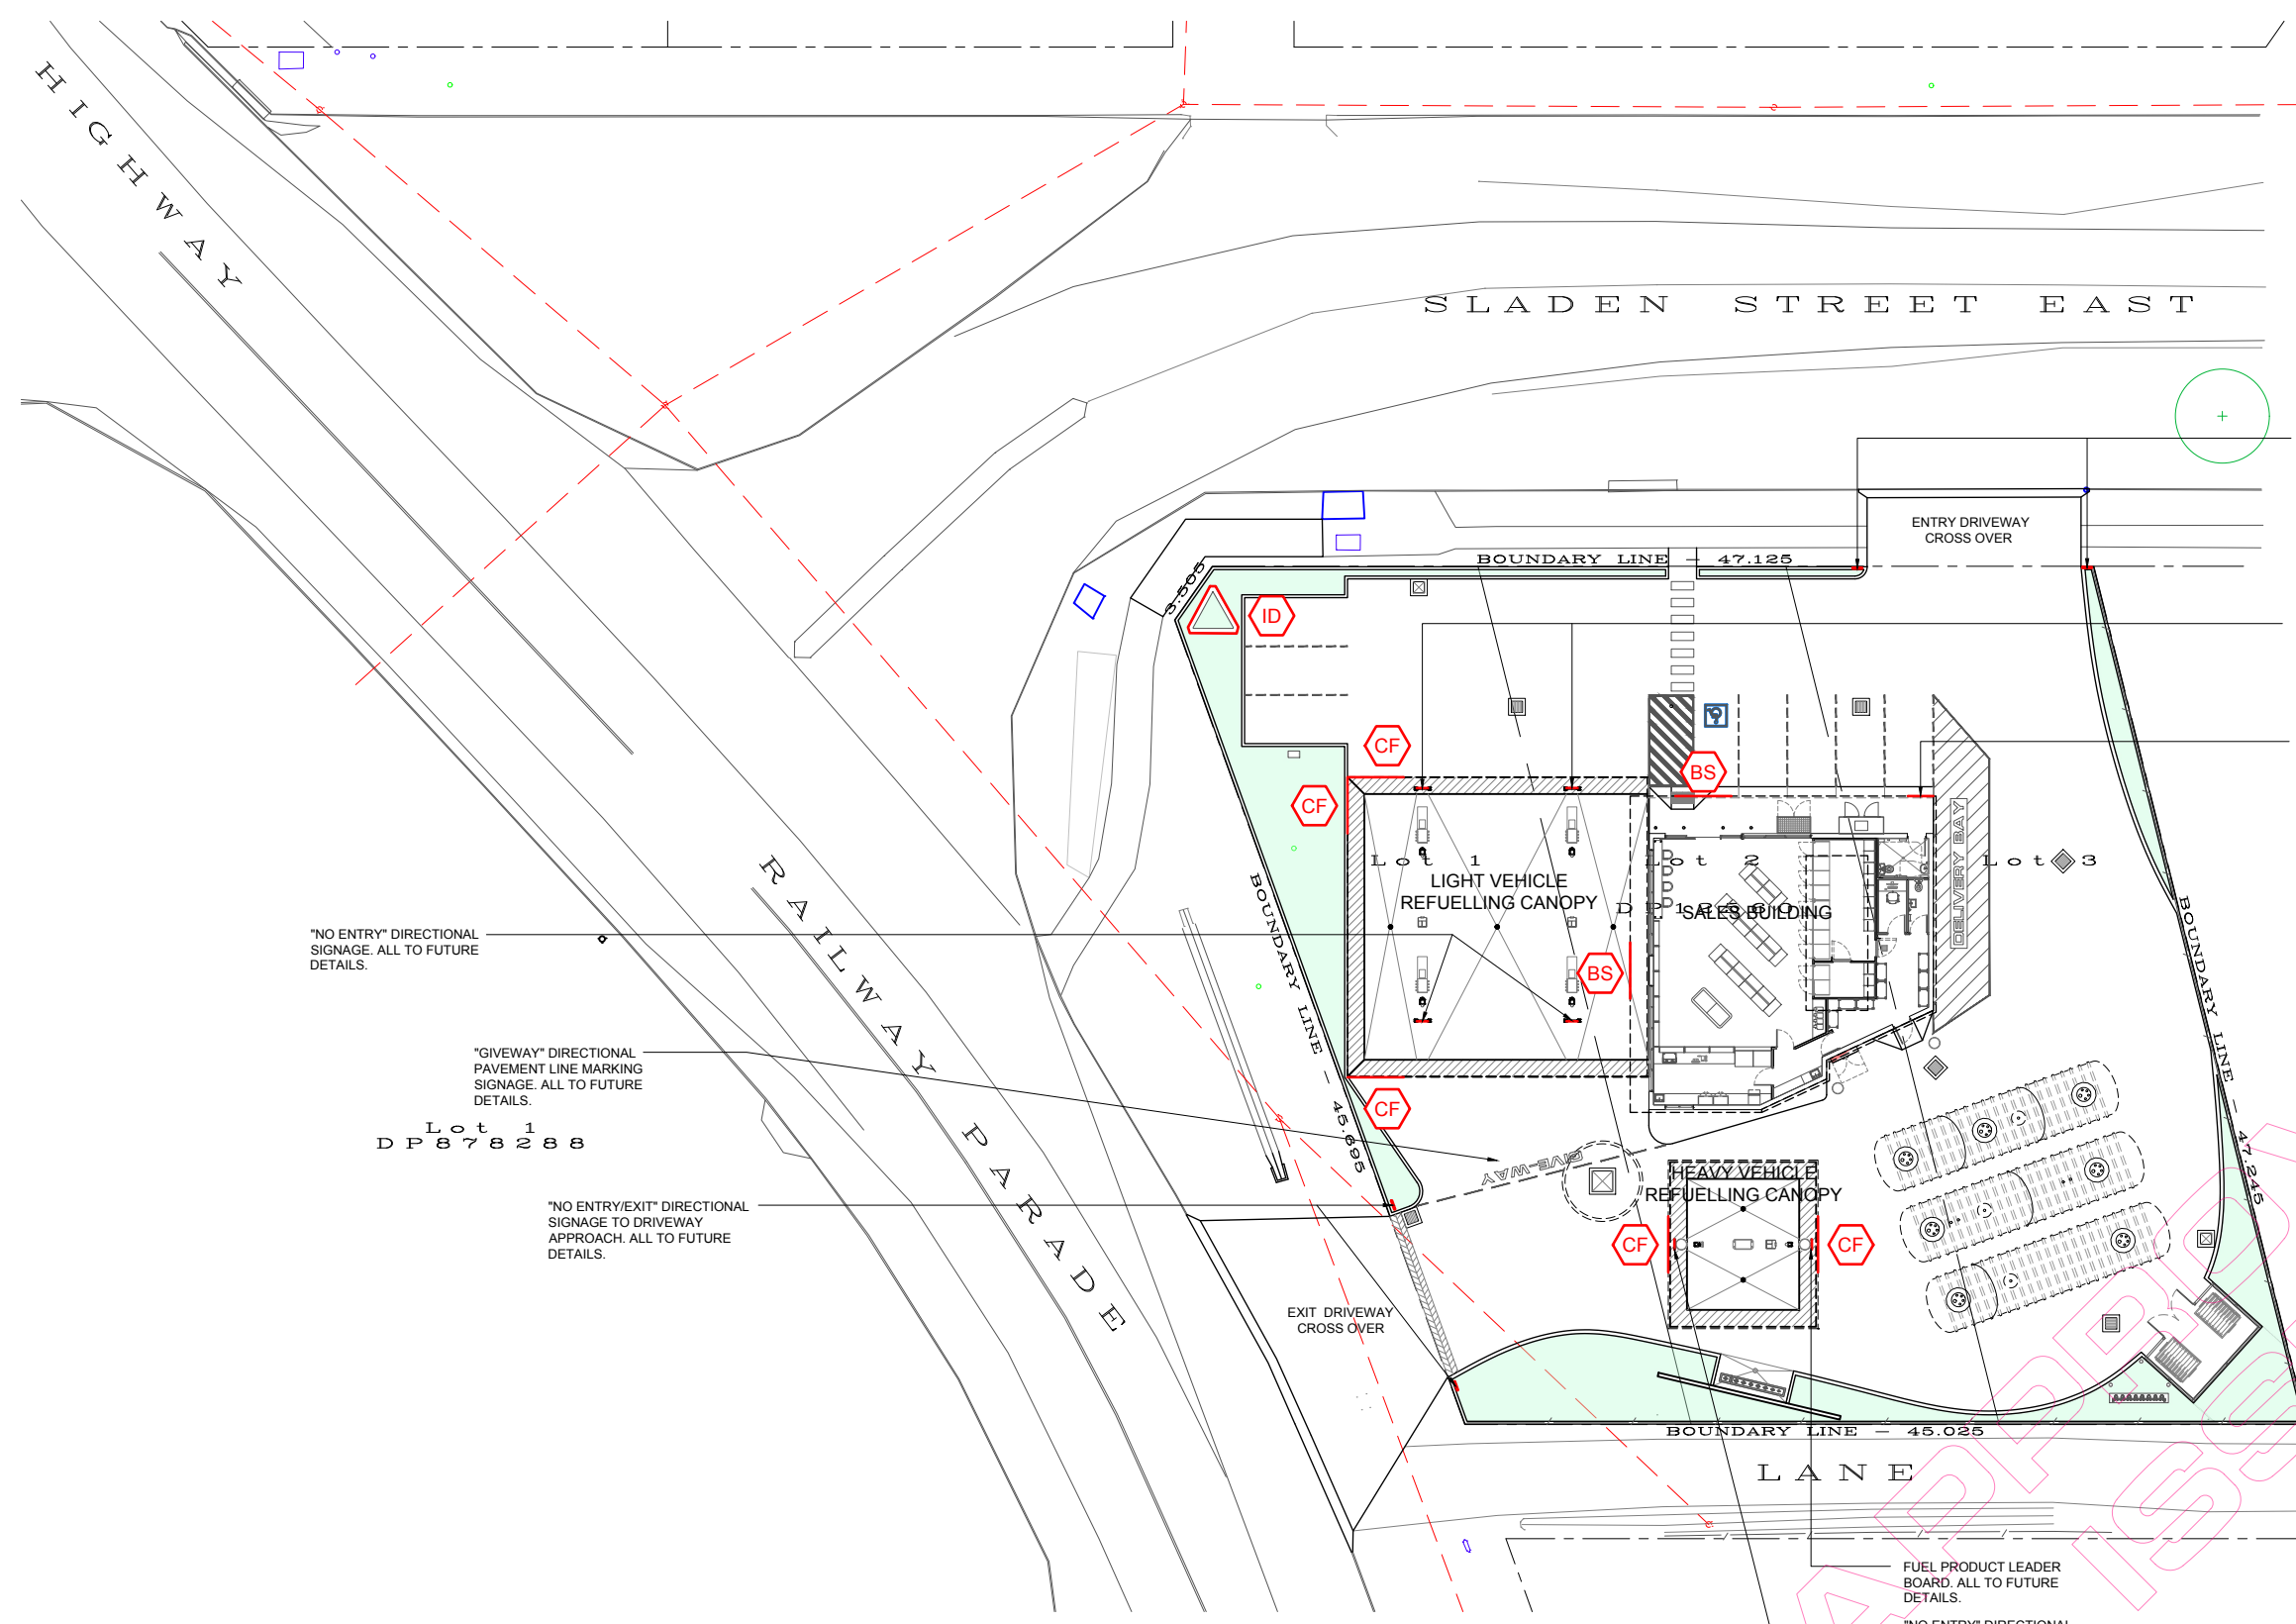 HIGHWAY
SLADEN STREET EAST
ENTRY DRIVEWAY
CROSS OVER
BOUNDARY LINE - 47.125
3.505
ID
CF
BS
CF
DELIVERY BAY
Lot 1
Lot 2
Lot 3
LIGHT VEHICLE
REFUELLING CANOPY
SALES BUILDING
RAILWAY PARADE
BOUNDARY LINE - 45.695
BOUNDARY LINE - 47.245
"NO ENTRY" DIRECTIONAL
SIGNAGE. ALL TO FUTURE
DETAILS.
BS
"GIVEWAY" DIRECTIONAL
PAVEMENT LINE MARKING
SIGNAGE. ALL TO FUTURE
DETAILS.
CF
Lot 1
DP878288
GIVE WAY
HEAVY VEHICLE
REFUELLING CANOPY
"NO ENTRY/EXIT" DIRECTIONAL
SIGNAGE TO DRIVEWAY
APPROACH. ALL TO FUTURE
DETAILS.
CF
CF
EXIT DRIVEWAY
CROSS OVER
BOUNDARY LINE - 45.025
LANE
FUEL PRODUCT LEADER
BOARD. ALL TO FUTURE
DETAILS.
"NO ENTRY" DIRECTIONAL